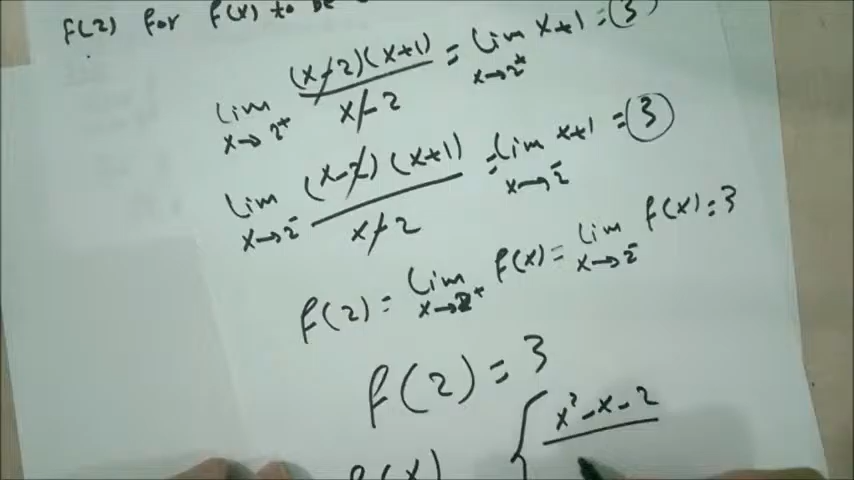 f(2) for f(x) to be
lim x→2⁺ (x-2)(x+1) / x-2 = lim x→2⁺ x+1 = 3
lim x→2⁻ (x-2)(x+1) / x-2 = lim x→2⁻ x+1 = 3
f(2) = lim x→2⁺ f(x) = lim x→2⁻ f(x) = 3
f(2) = 3
f(x) { x²-x-2